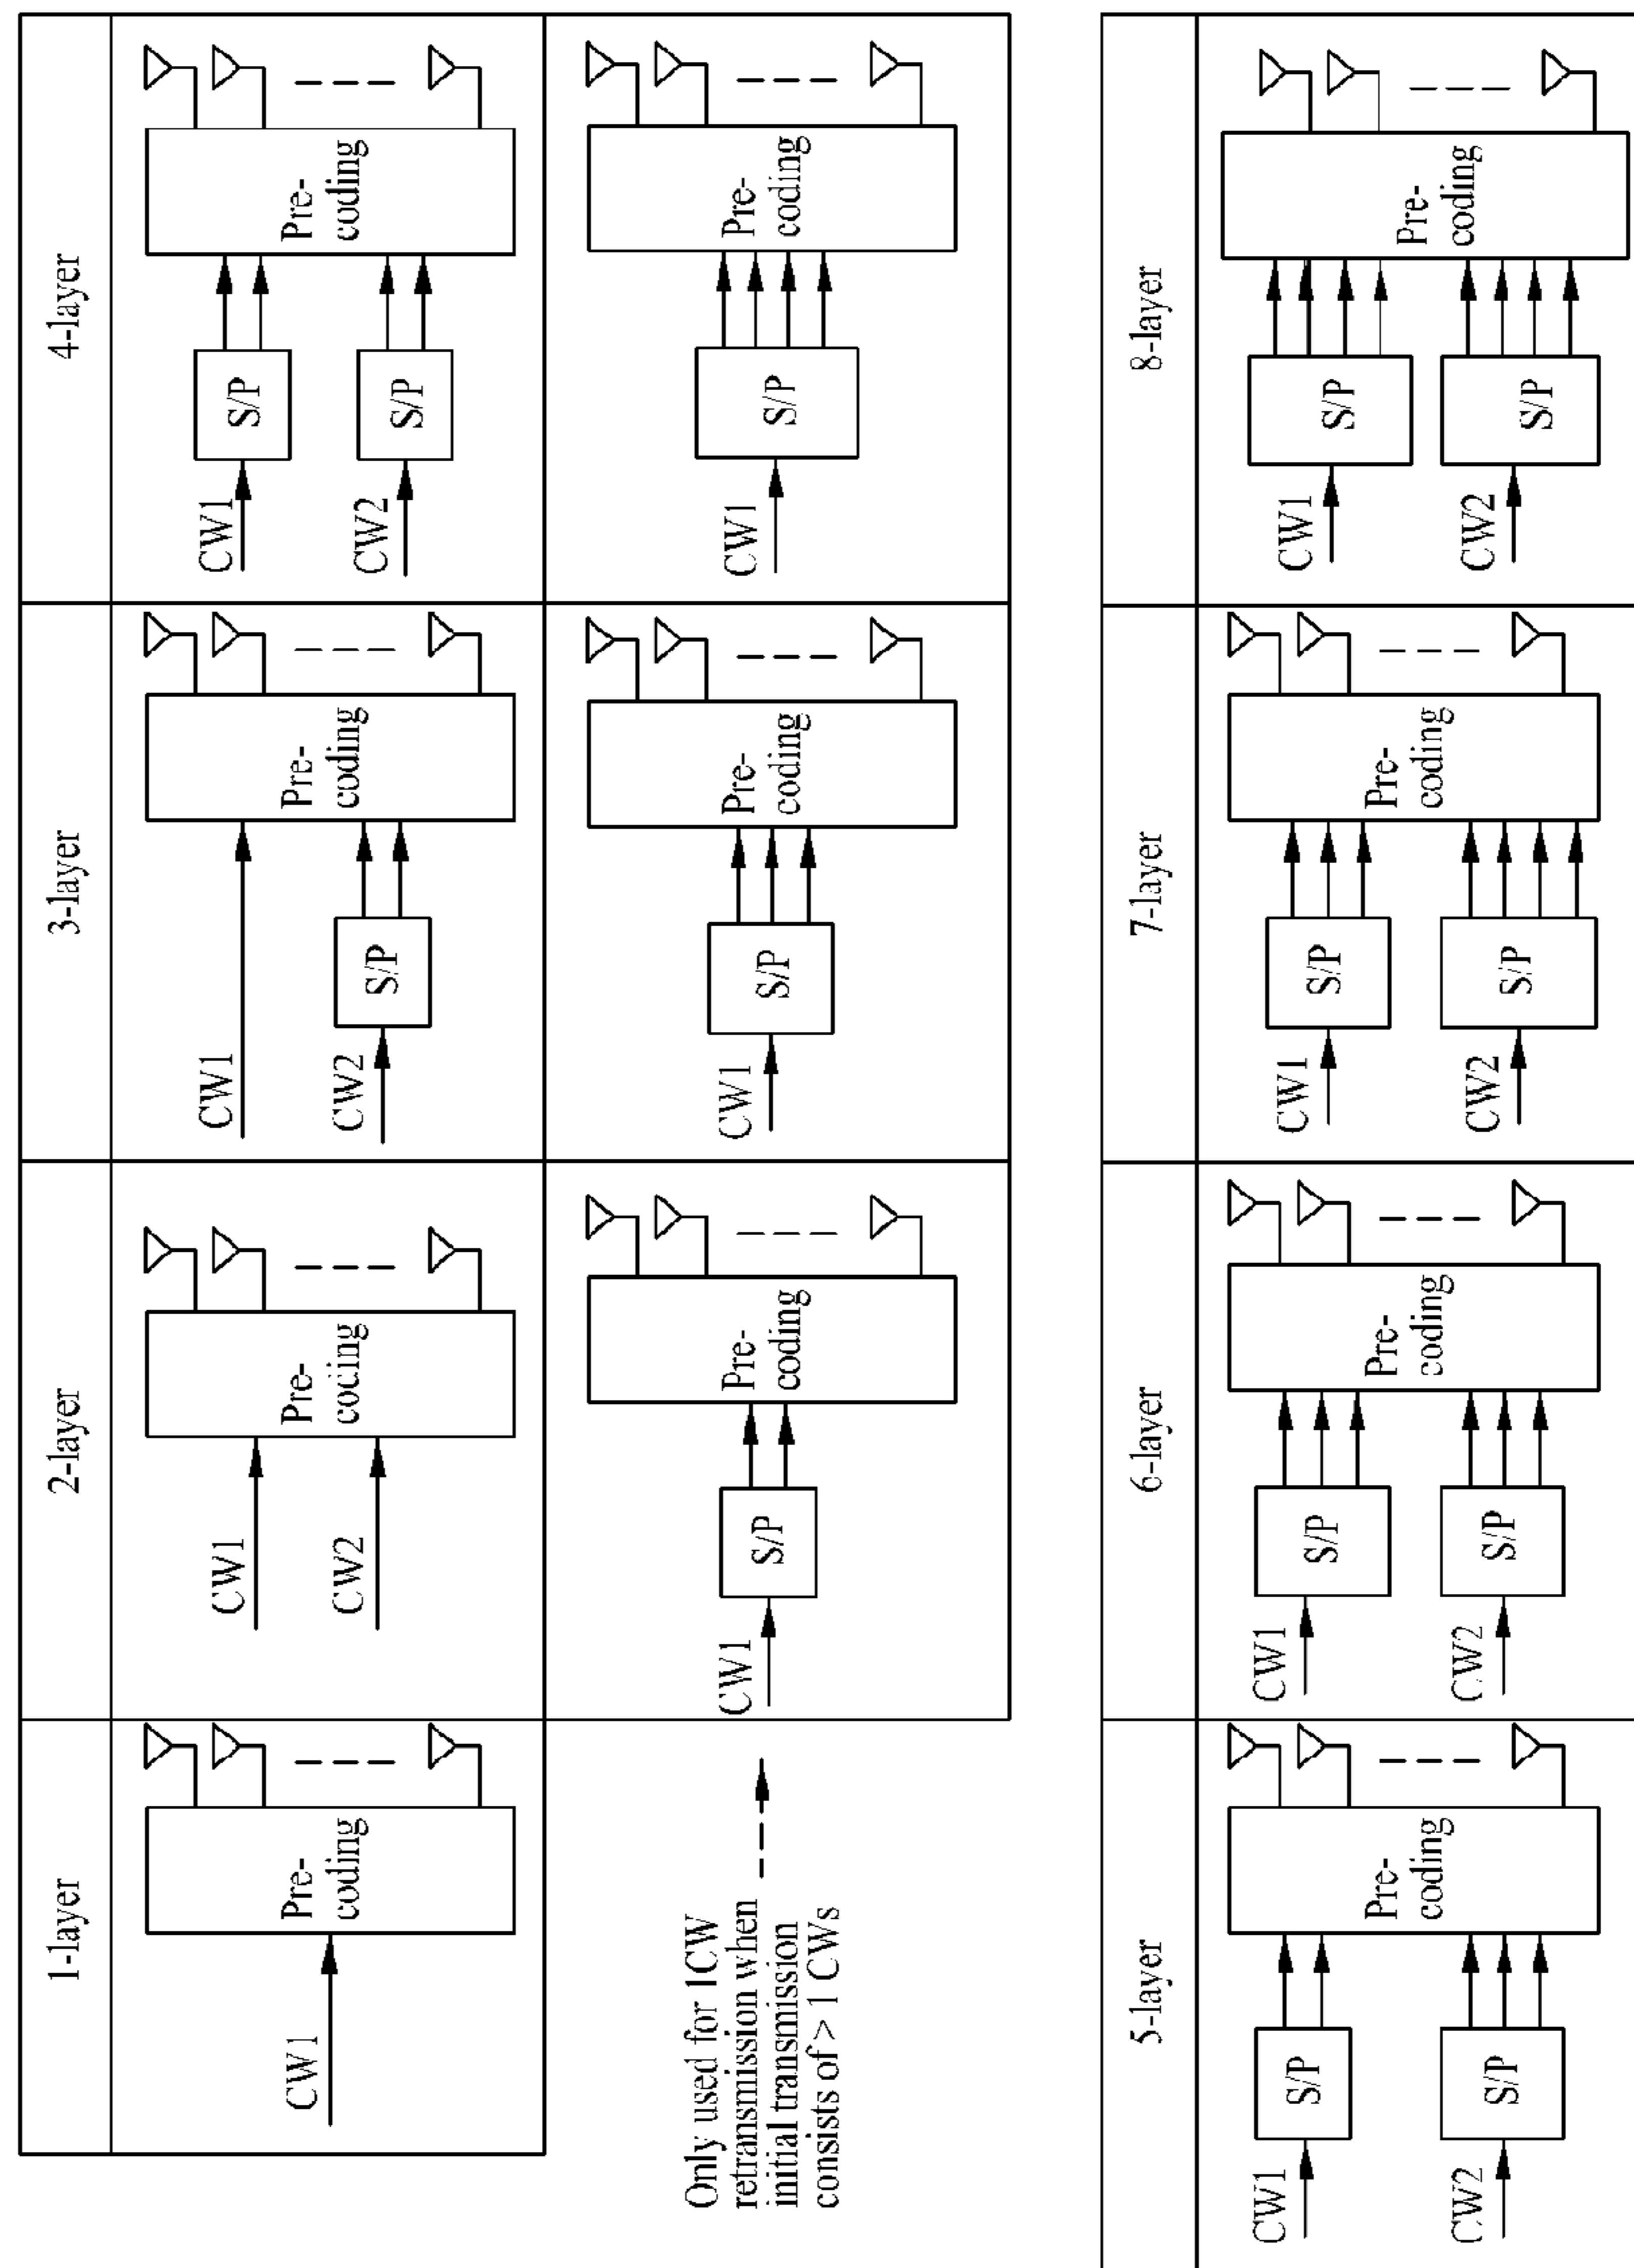 1-layer
2-layer
3-layer
4-layer
CW1
Pre-
coding
CW1
CW2
Pre-
cocing
CW1
CW2
S/P
Pre-
coding
CW1
S/P
CW2
S/P
Pre-
coding
Only used for 1CW
retransmission when
initial transmission
consists of > 1 CWs
CW1
S/P
Pre-
coding
CW1
S/P
Pre-
coding
CW1
S/P
Pre-
coding
5-layer
6-layer
7-layer
8-layer
CW1
S/P
CW2
S/P
Pre-
coding
CW1
S/P
CW2
S/P
Pre-
coding
CW1
S/P
CW2
S/P
Pre-
coding
CW1
S/P
CW2
S/P
Pre-
coding